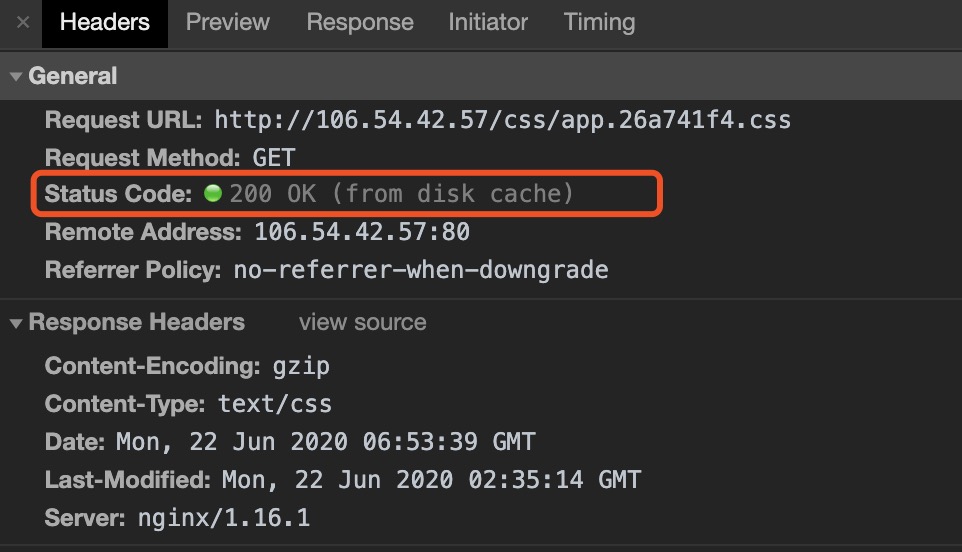 × Headers Preview Response Initiator Timing
General
Request URL: http://106.54.42.57/css/app.26a741f4.css
Request Method: GET
Status Code: 200 OK (from disk cache)
Remote Address: 106.54.42.57:80
Referrer Policy: no-referrer-when-downgrade
Response Headers view source
Content-Encoding: gzip
Content-Type: text/css
Date: Mon, 22 Jun 2020 06:53:39 GMT
Last-Modified: Mon, 22 Jun 2020 02:35:14 GMT
Server: nginx/1.16.1